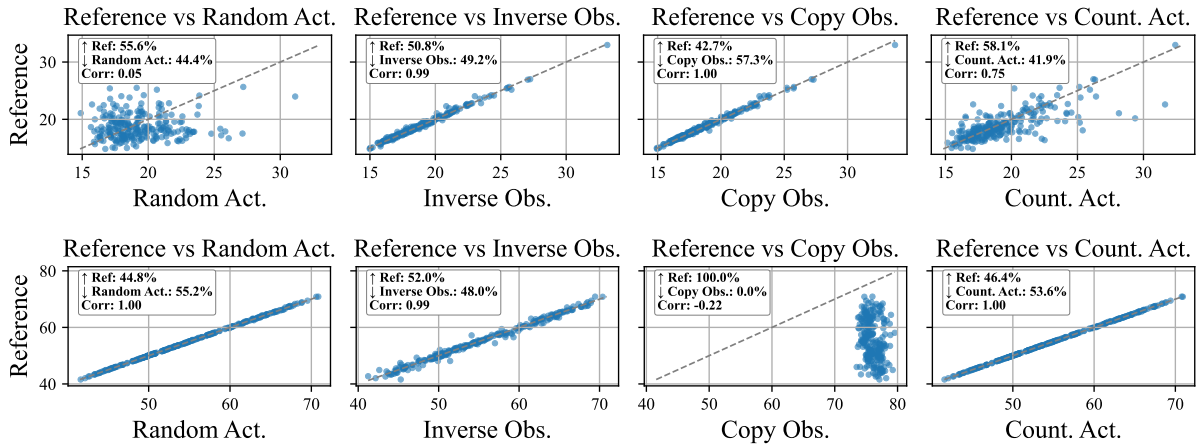 Reference vs Random Act.
Reference vs Inverse Obs.
Reference vs Copy Obs.
Reference vs Count. Act.
Reference
30
20
↑ Ref: 55.6%
↓ Random Act.: 44.4%
Corr: 0.05
↑ Ref: 50.8%
↓ Inverse Obs.: 49.2%
Corr: 0.99
↑ Ref: 42.7%
↓ Copy Obs.: 57.3%
Corr: 1.00
↑ Ref: 58.1%
↓ Count. Act.: 41.9%
Corr: 0.75
15 20 25 30
15 20 25 30
15 20 25 30
15 20 25 30
Random Act.
Inverse Obs.
Copy Obs.
Count. Act.
Reference vs Random Act.
Reference vs Inverse Obs.
Reference vs Copy Obs.
Reference vs Count. Act.
Reference
80
60
40
↑ Ref: 44.8%
↓ Random Act.: 55.2%
Corr: 1.00
↑ Ref: 52.0%
↓ Inverse Obs.: 48.0%
Corr: 0.99
↑ Ref: 100.0%
↓ Copy Obs.: 0.0%
Corr: -0.22
↑ Ref: 46.4%
↓ Count. Act.: 53.6%
Corr: 1.00
50 60 70
50 60 70
40 50 60 70 80
50 60 70
Random Act.
Inverse Obs.
Copy Obs.
Count. Act.